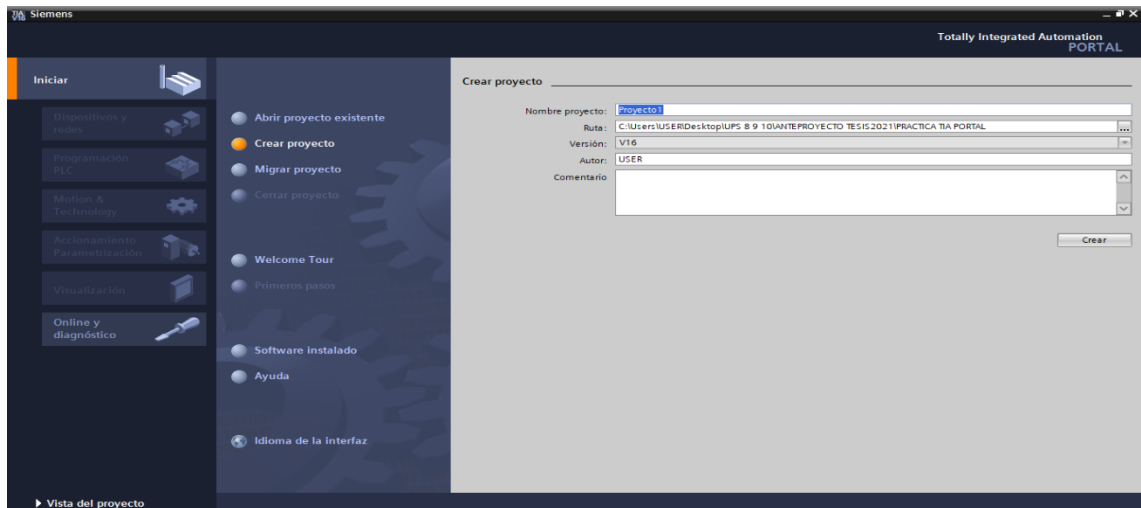 Siemens
Totally Integrated Automation
PORTAL
Iniciar
Dispositivos y
redes
Programación
PLC
Motion &
Technology
Accionamiento
Parametrización
Visualización
Online y
diagnóstico
Vista del proyecto
Abrir proyecto existente
Crear proyecto
Migrar proyecto
Cerrar proyecto
Welcome Tour
Primeros pasos
Software instalado
Ayuda
Idioma de la interfaz
Crear proyecto
Nombre proyecto: Proyecto1
Ruta: C:\Users\USER\Desktop\UPS 8 9 10\ANTEPROYECTO TESIS2021\PRACTICA TIA PORTAL ...
Versión: V16
Autor: USER
Comentario
Crear